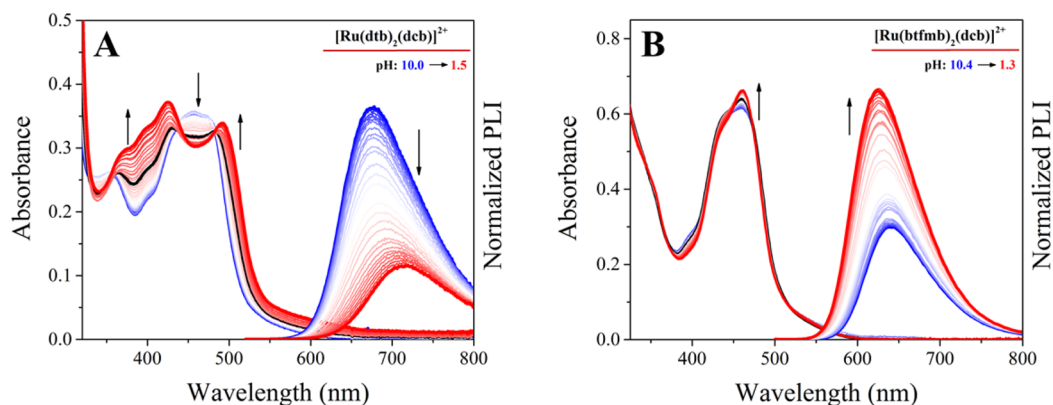 A
[Ru(dtb)₂(dcb)]²⁺
pH: 10.0 → 1.5
0.5
0.4
0.3
0.2
0.1
0.0
Absorbance
400 500 600 700 800
Wavelength (nm)
Normalized PLI
B
[Ru(btfmb)₂(dcb)]²⁺
pH: 10.4 → 1.3
0.8
0.6
0.4
0.2
0.0
Absorbance
400 500 600 700 800
Wavelength (nm)
Normalized PLI